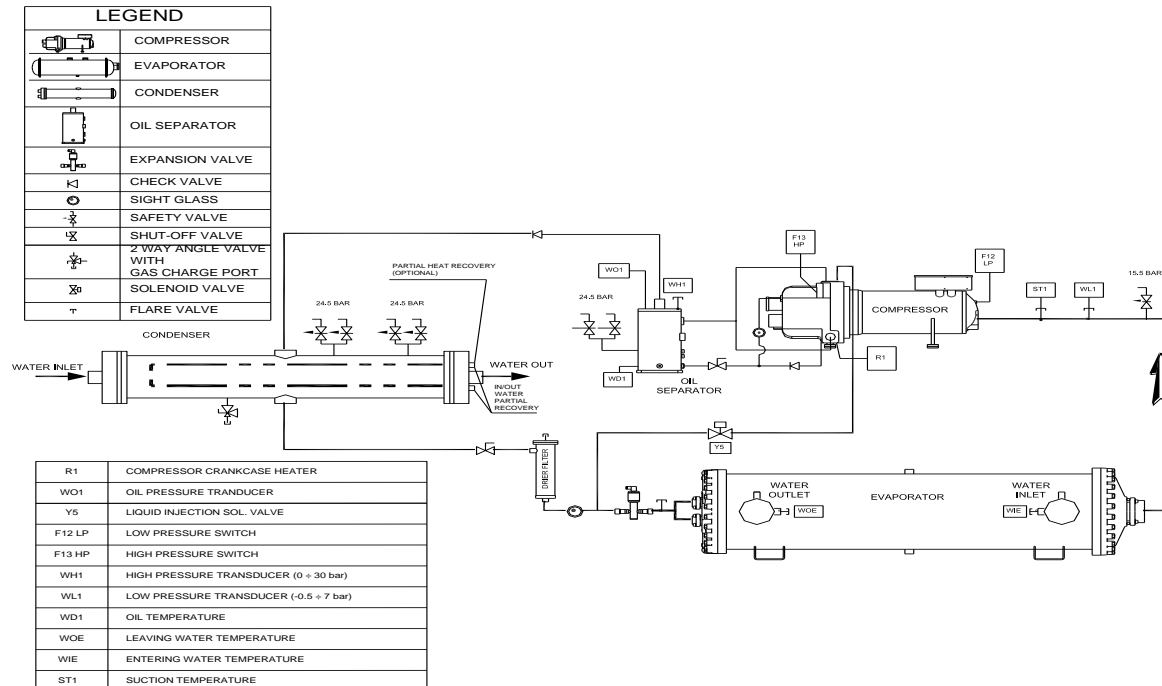 LEGEND
COMPRESSOR
EVAPORATOR
CONDENSER
OIL SEPARATOR
EXPANSION VALVE
CHECK VALVE
SIGHT GLASS
SAFETY VALVE
SHUT-OFF VALVE
2 WAY ANGLE VALVE
WITH
GAS CHARGE PORT
SOLENOID VALVE
FLARE VALVE
CONDENSER
WATER INLET
24.5 BAR
24.5 BAR
PARTIAL HEAT RECOVERY
(OPTIONAL)
WATER OUT
IN/OUT
WATER
PARTIAL
RECOVERY
WO1
WH1
24.5 BAR
WD1
OIL
SEPARATOR
F13
HP
F12
LP
COMPRESSOR
R1
ST1
WL1
15.5 BAR
Y5
DRIER FILTER
WATER
OUTLET
WOE
EVAPORATOR
WATER
INLET
WIE
R1 COMPRESSOR CRANKCASE HEATER
WO1 OIL PRESSURE TRANDUCER
Y5 LIQUID INJECTION SOL. VALVE
F12 LP LOW PRESSURE SWITCH
F13 HP HIGH PRESSURE SWITCH
WH1 HIGH PRESSURE TRANSDUCER (0 ÷ 30 bar)
WL1 LOW PRESSURE TRANSDUCER (-0.5 ÷ 7 bar)
WD1 OIL TEMPERATURE
WOE LEAVING WATER TEMPERATURE
WIE ENTERING WATER TEMPERATURE
ST1 SUCTION TEMPERATURE